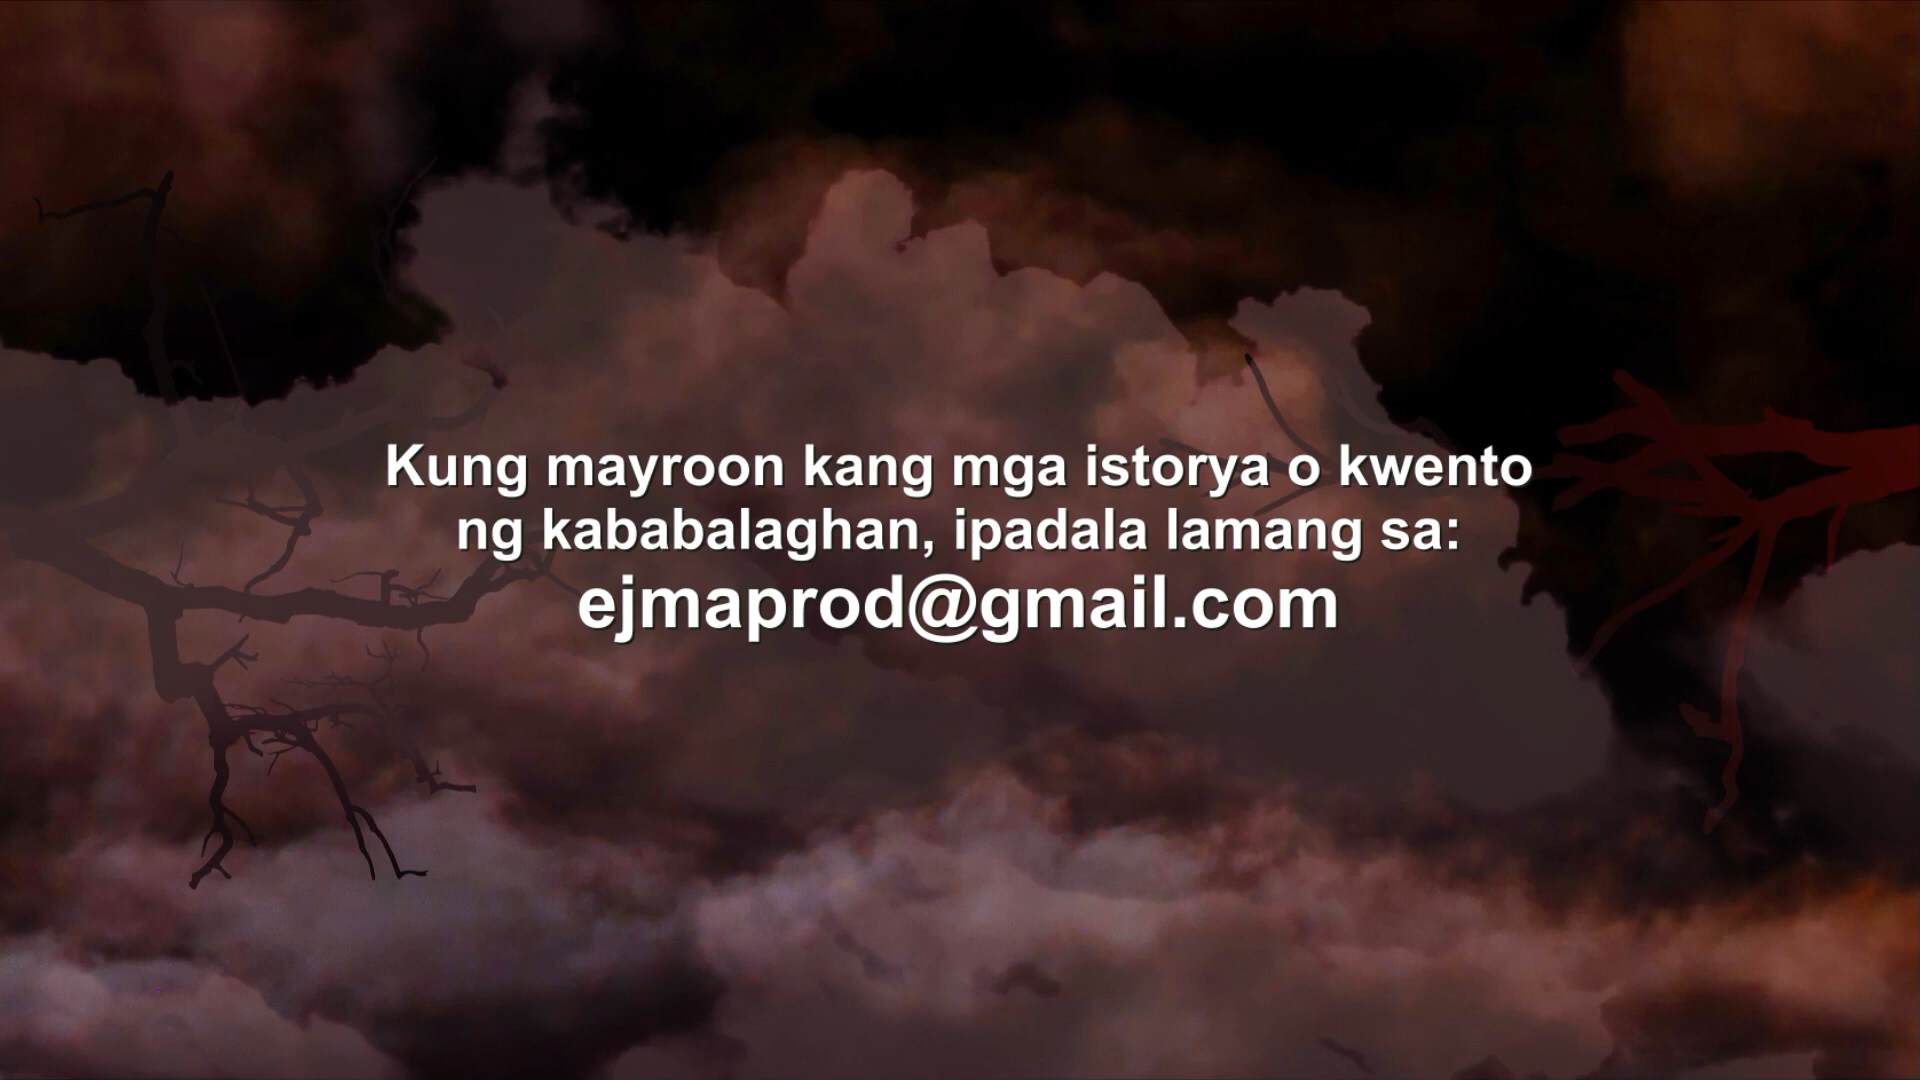 Kung mayroon kang mga istorya o kwento
ng kababalaghan, ipadala lamang sa:
ejmaprod@gmail.com